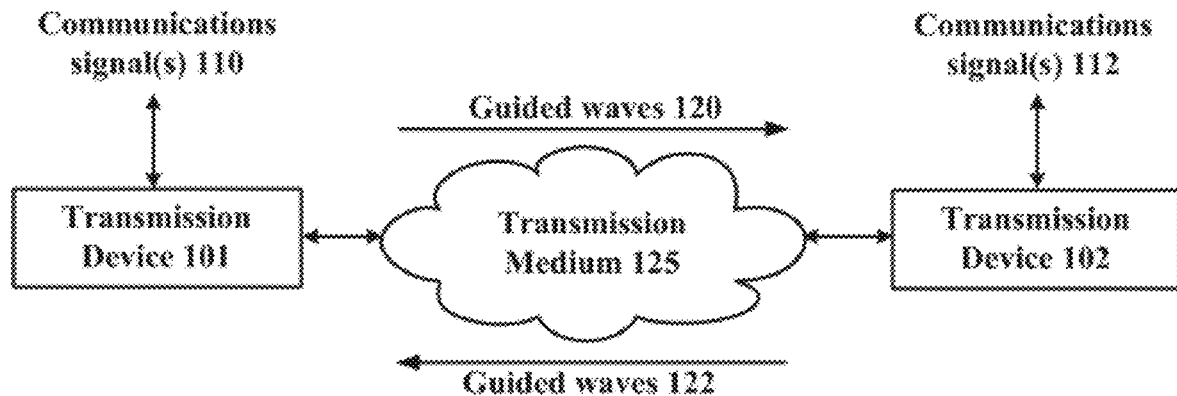 Communications
signal(s) 110
Communications
signal(s) 112
Guided waves 120
Transmission
Device 101
Transmission
Medium 125
Transmission
Device 102
Guided waves 122